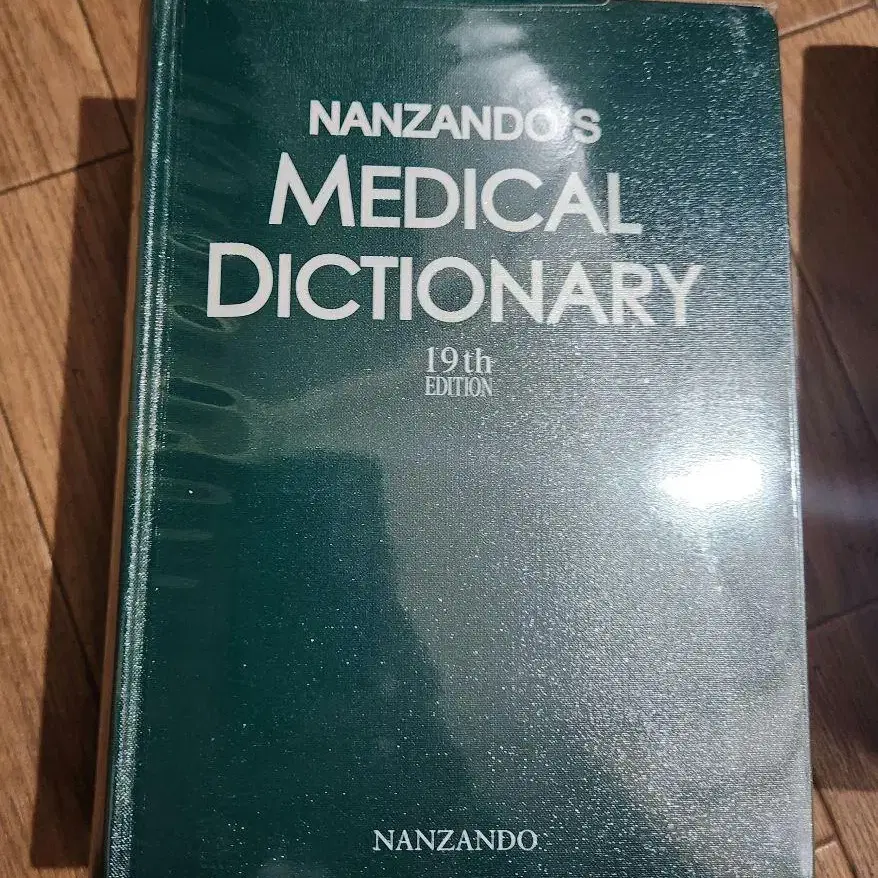 NANZANDO'S
MEDICAL
DICTIONARY
19th
EDITION
NANZANDO